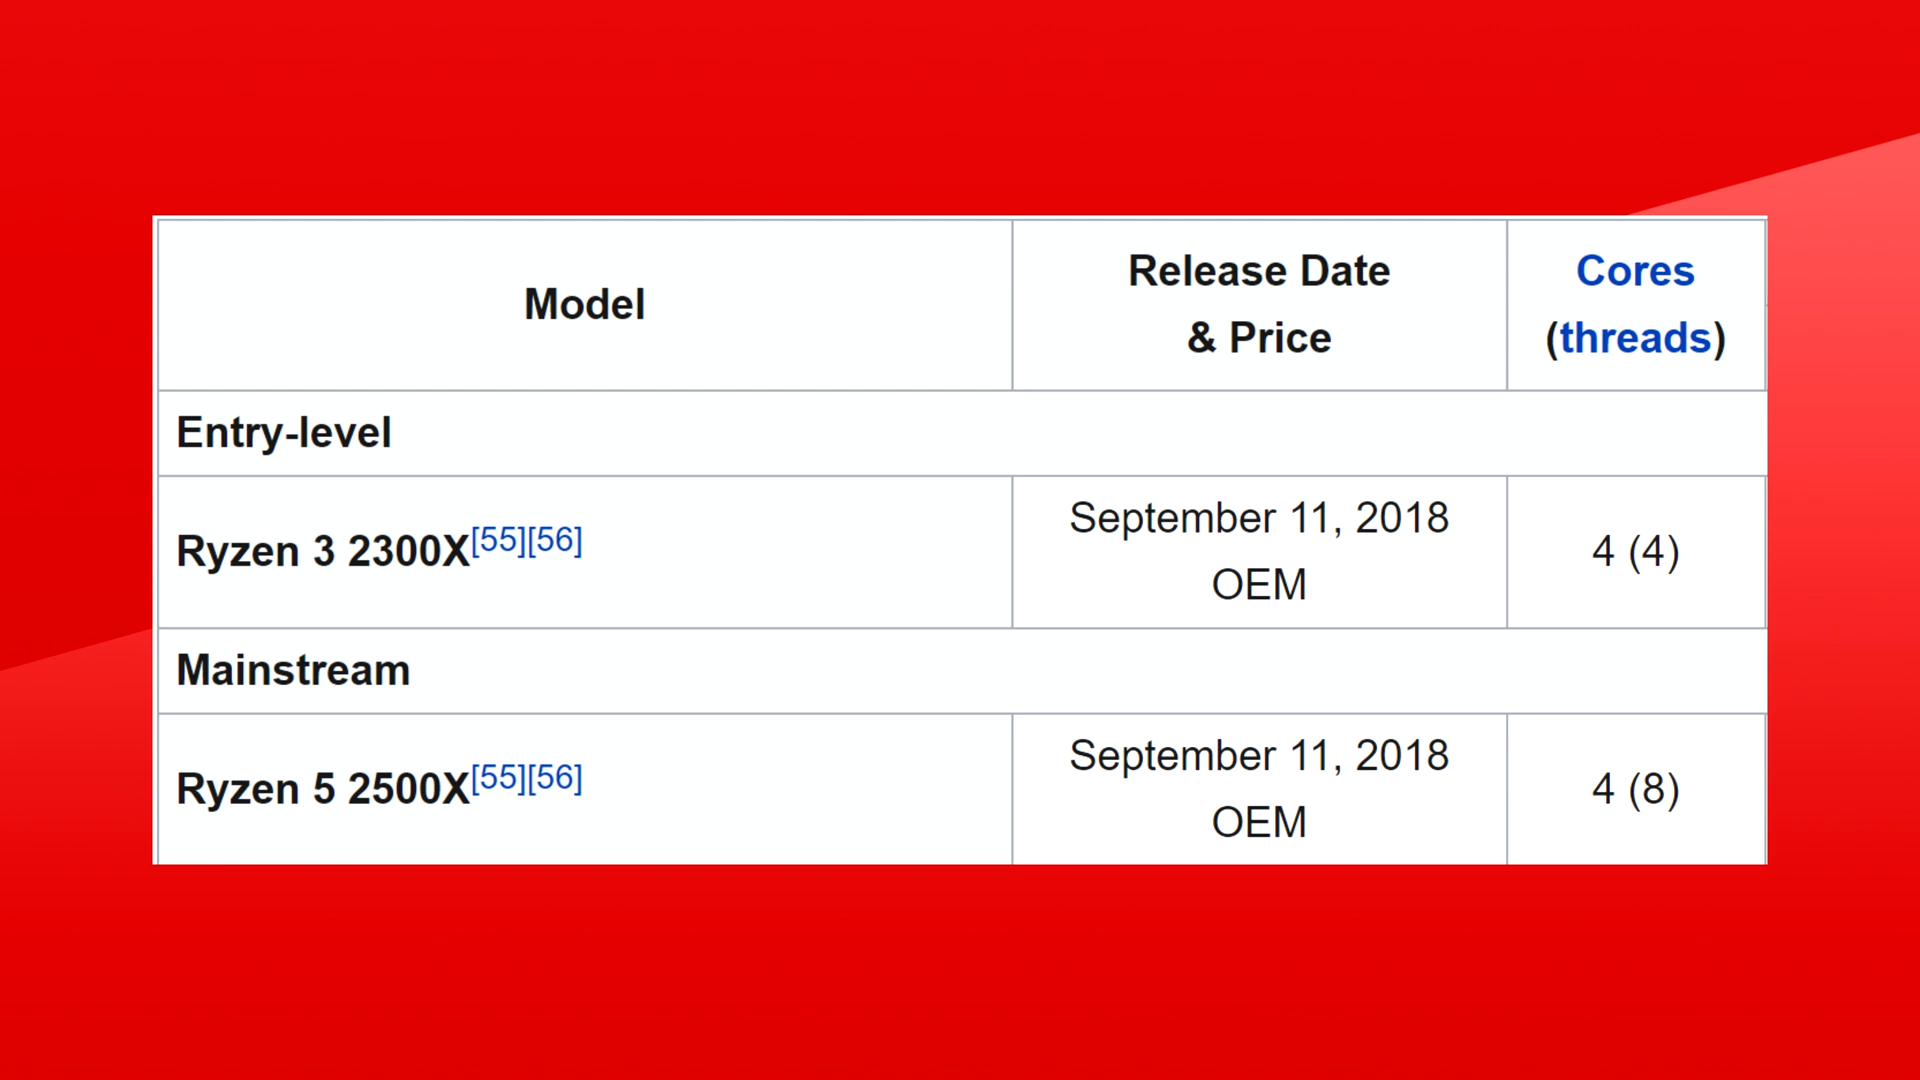 Model
Release Date
& Price
Cores
(threads)
Entry-level
Ryzen 3 2300X[55][56]
September 11, 2018
OEM
4 (4)
Mainstream
Ryzen 5 2500X[55][56]
September 11, 2018
OEM
4 (8)